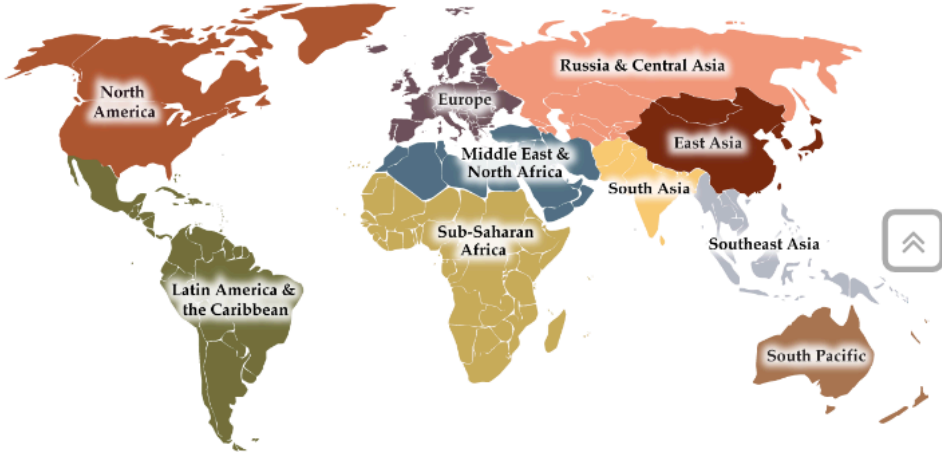 Russia & Central Asia
North
America
Europe
East Asia
Middle East &
North Africa
South Asia
Sub-Saharan
Africa
Southeast Asia
Latin America &
the Caribbean
South Pacific